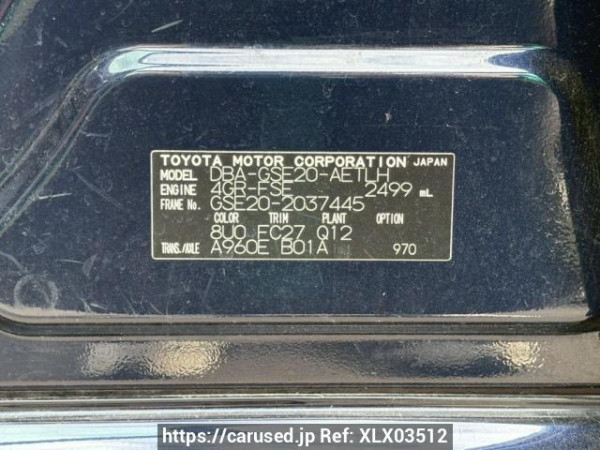 TOYOTA MOTOR CORPORATION JAPAN
MODEL DBA-GSE20-AETLH
ENGINE 4GR-FSE 2499 mL
FRAME No. GSE20-2037445
COLOR TRIM PLANT OPTION
8U0 FC27 Q12
TRANS./AXLE A960E B01A 970
https://carused.jp Ref: XLX03512